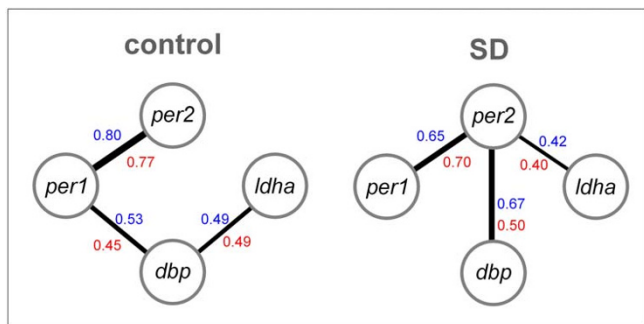 control
per2
0.80
0.77
per1
ldha
0.53
0.45
0.49
0.49
dbp
SD
per2
0.65
0.70
0.42
0.40
per1
ldha
0.67
0.50
dbp